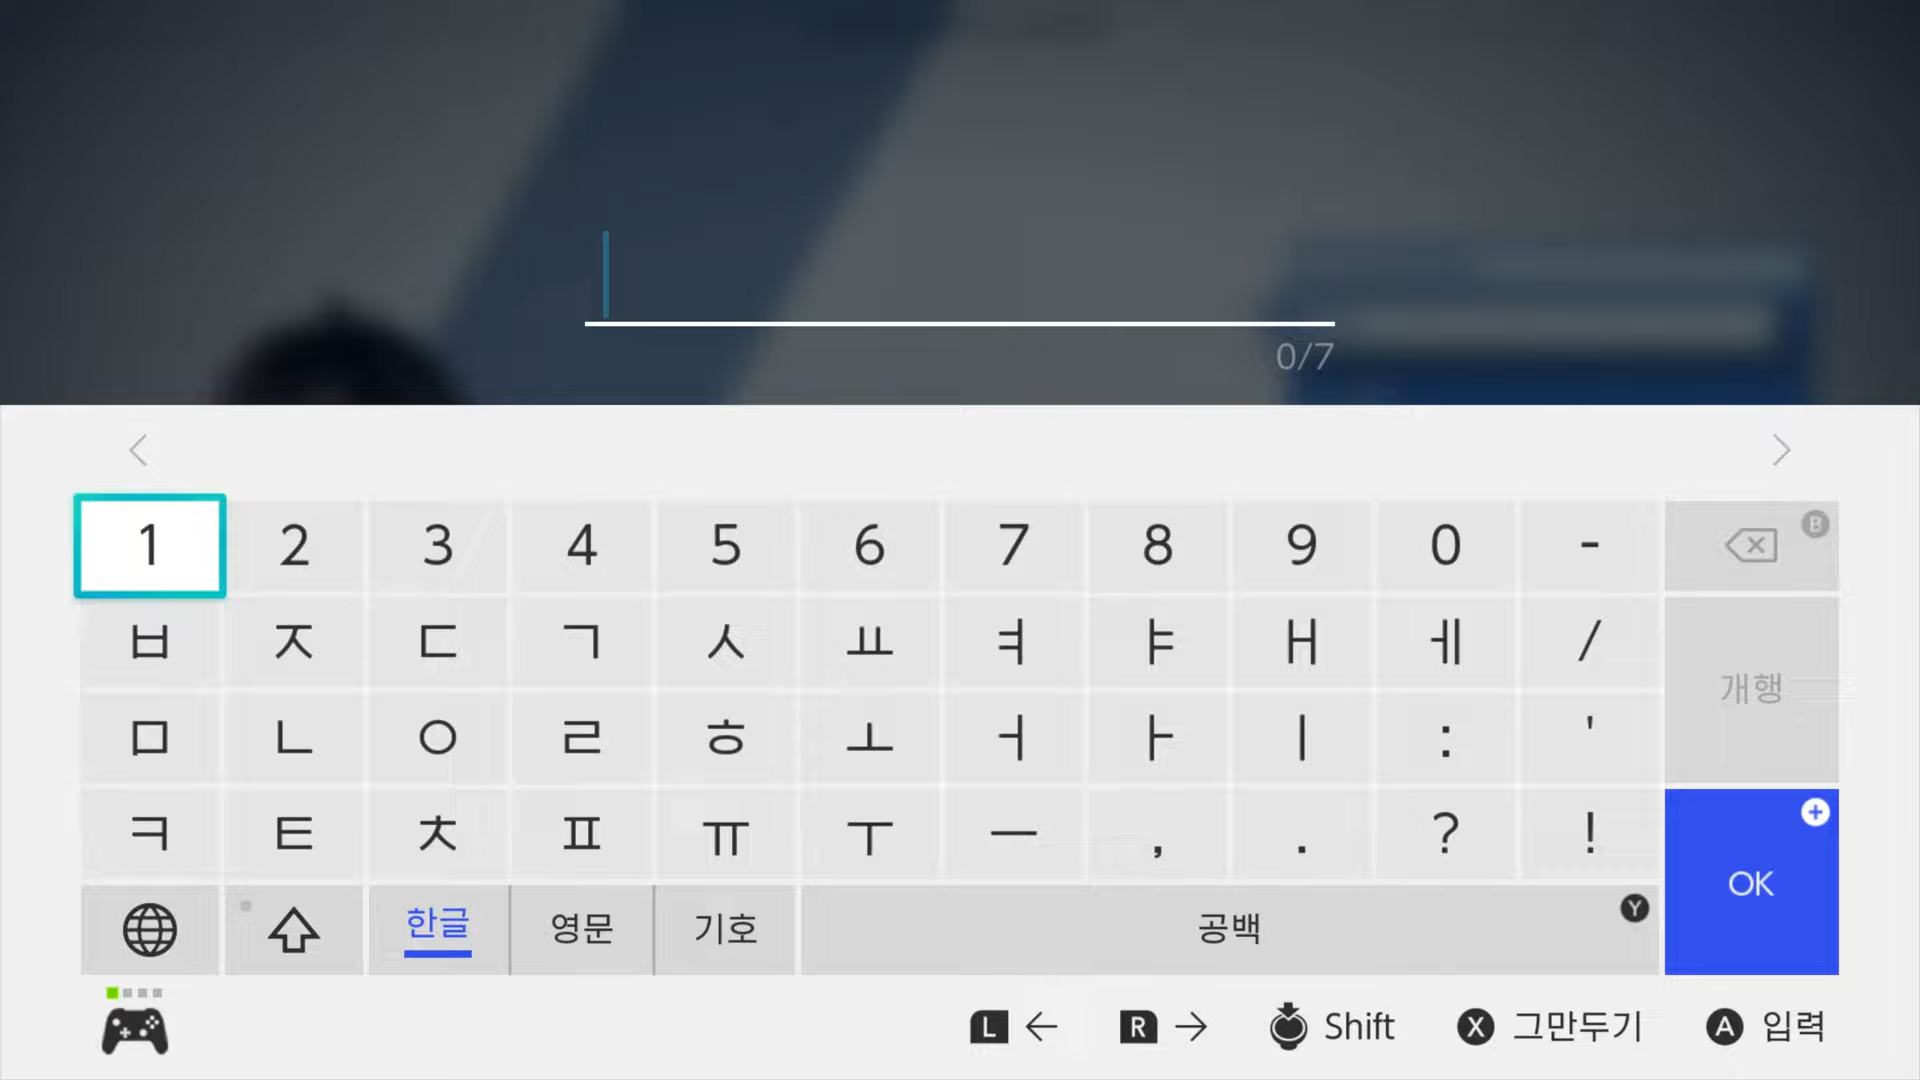 0/7
1 2 3 4 5 6 7 8 9 0 - B
ㅂ ㅈ ㄷ ㄱ ㅅ ㅛ ㅕ ㅑ ㅐ ㅔ / 개행
ㅁ ㄴ ㅇ ㄹ ㅎ ㅗ ㅓ ㅏ ㅣ : '
ㅋ ㅌ ㅊ ㅍ ㅠ ㅜ ㅡ , . ? ! +
OK
한글 영문 기호 공백 Y
L ← R → Shift X 그만두기 A 입력